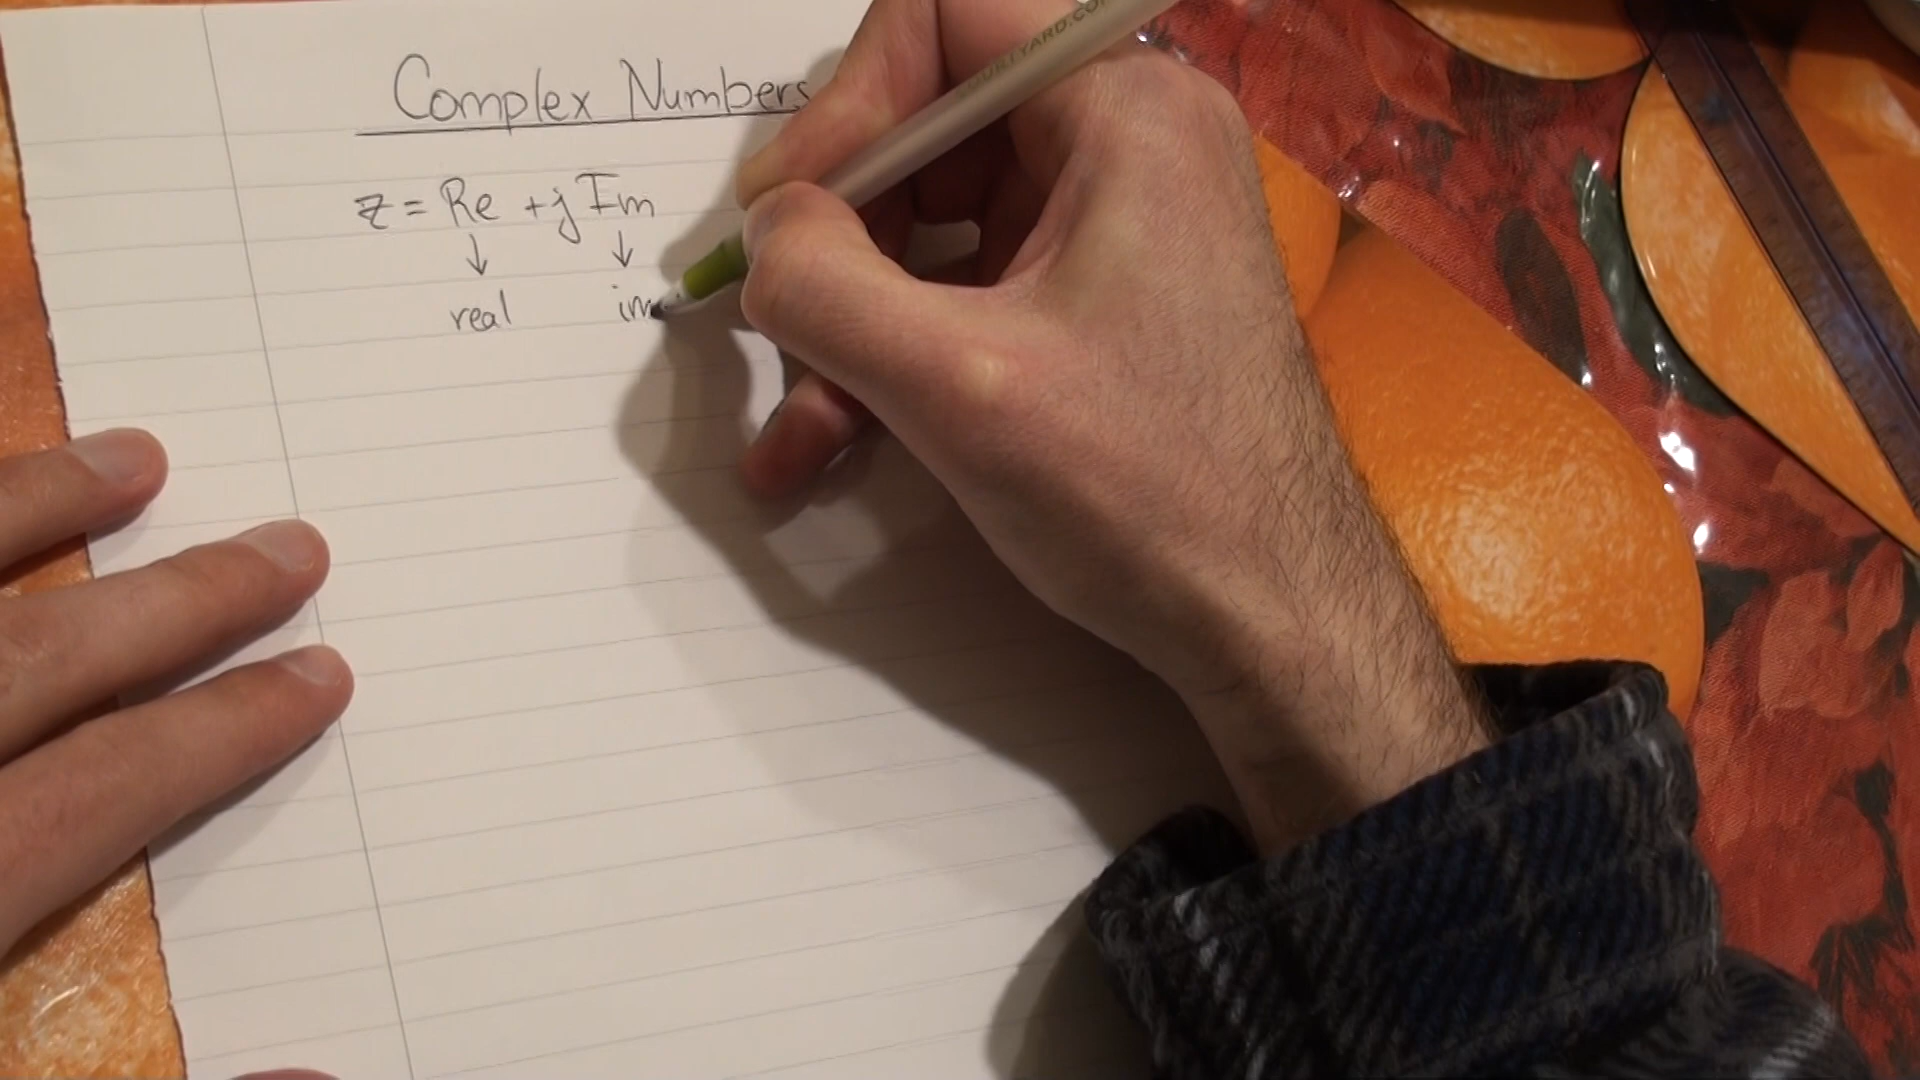 Complex Numbers
z = Re + j Im
↓ ↓
real im